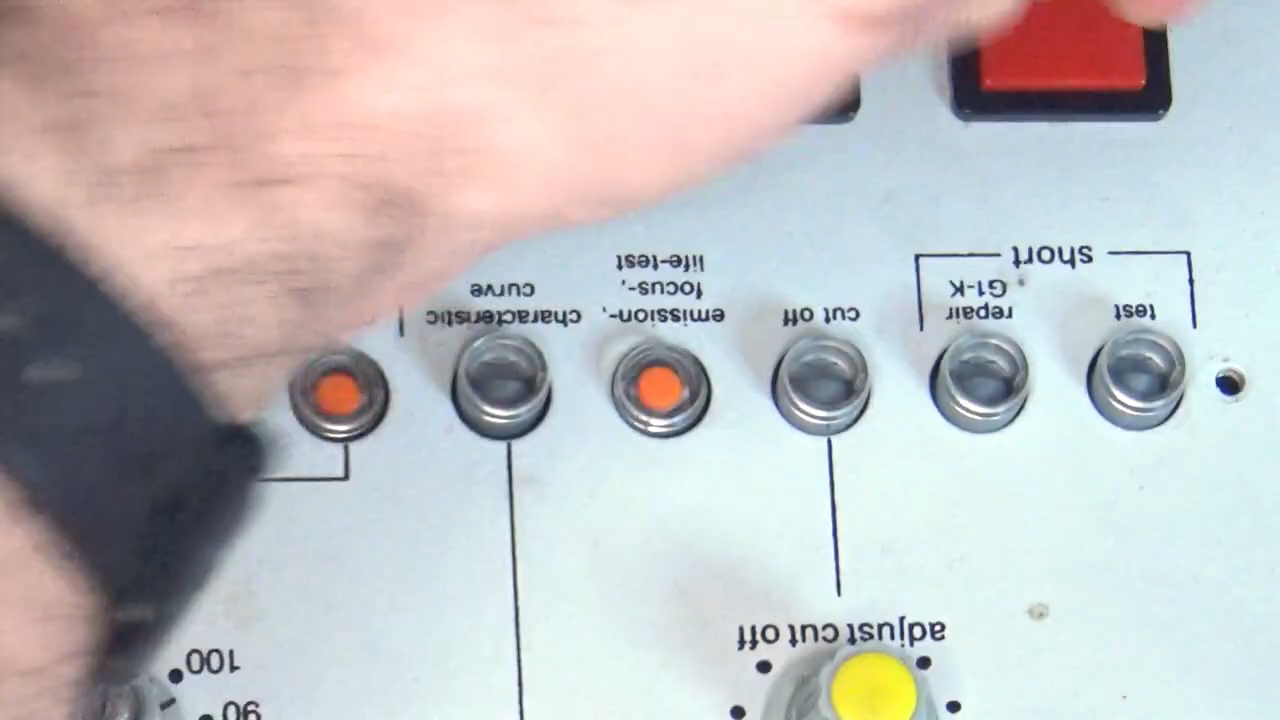 adjust cut off
100
90
test
repair
G1-K
short
cut off
emission-,
focus-,
life-test
characteristic
curve